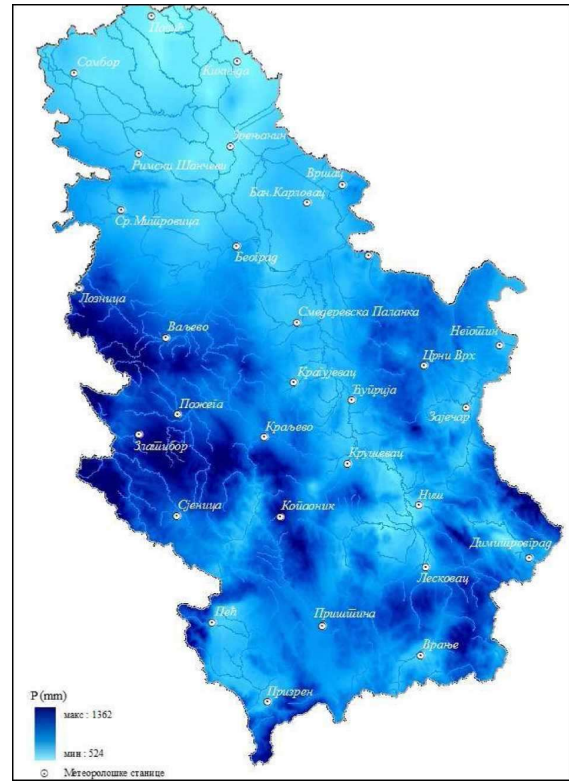 Палић
Сомбор
Кикинда
Зрењанин
Римски Шанчеви
Вршац
Бан. Карловац
Ср. Митровица
Београд
Лозница
Ваљево
Смедеревска Паланка
Неготин
Црни Врх
Крагујевац
Ћуприја
Зајечар
Пожега
Краљево
Златибор
Крушевац
Ниш
Сјеница
Копаоник
Димитровград
Лесковац
Пећ
Приштина
Врање
Призрен
P (mm)
макс : 1362
мин : 524
Метеоролошке станице